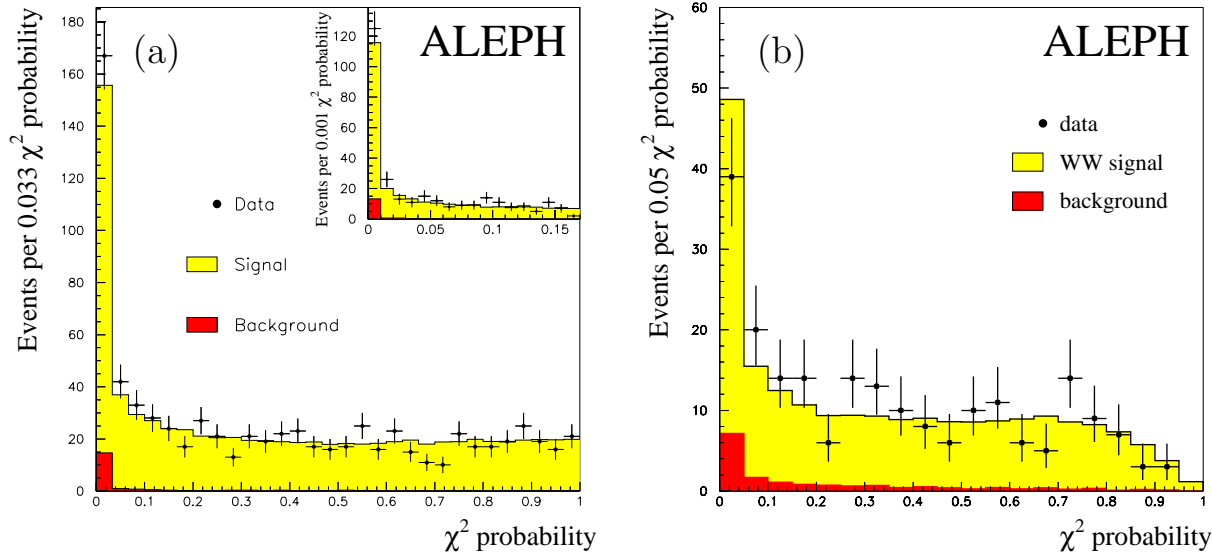 (a)
ALEPH
Events per 0.033 χ² probability
180
160
140
120
100
80
60
40
20
0
0 0.1 0.2 0.3 0.4 0.5 0.6 0.7 0.8 0.9 1
χ² probability
Data
Signal
Background
Events per 0.001 χ² probability
120
100
80
60
40
20
0
0 0.05 0.1 0.15
(b)
ALEPH
Events per 0.05 χ² probability
60
50
40
30
20
10
0
0 0.1 0.2 0.3 0.4 0.5 0.6 0.7 0.8 0.9 1
χ² probability
data
WW signal
background